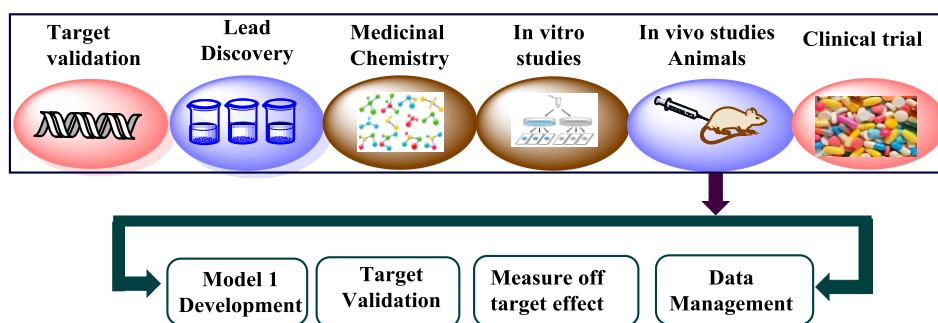 Target
validation
Lead
Discovery
Medicinal
Chemistry
In vitro
studies
In vivo studies
Animals
Clinical trial
Model 1
Development
Target
Validation
Measure off
target effect
Data
Management